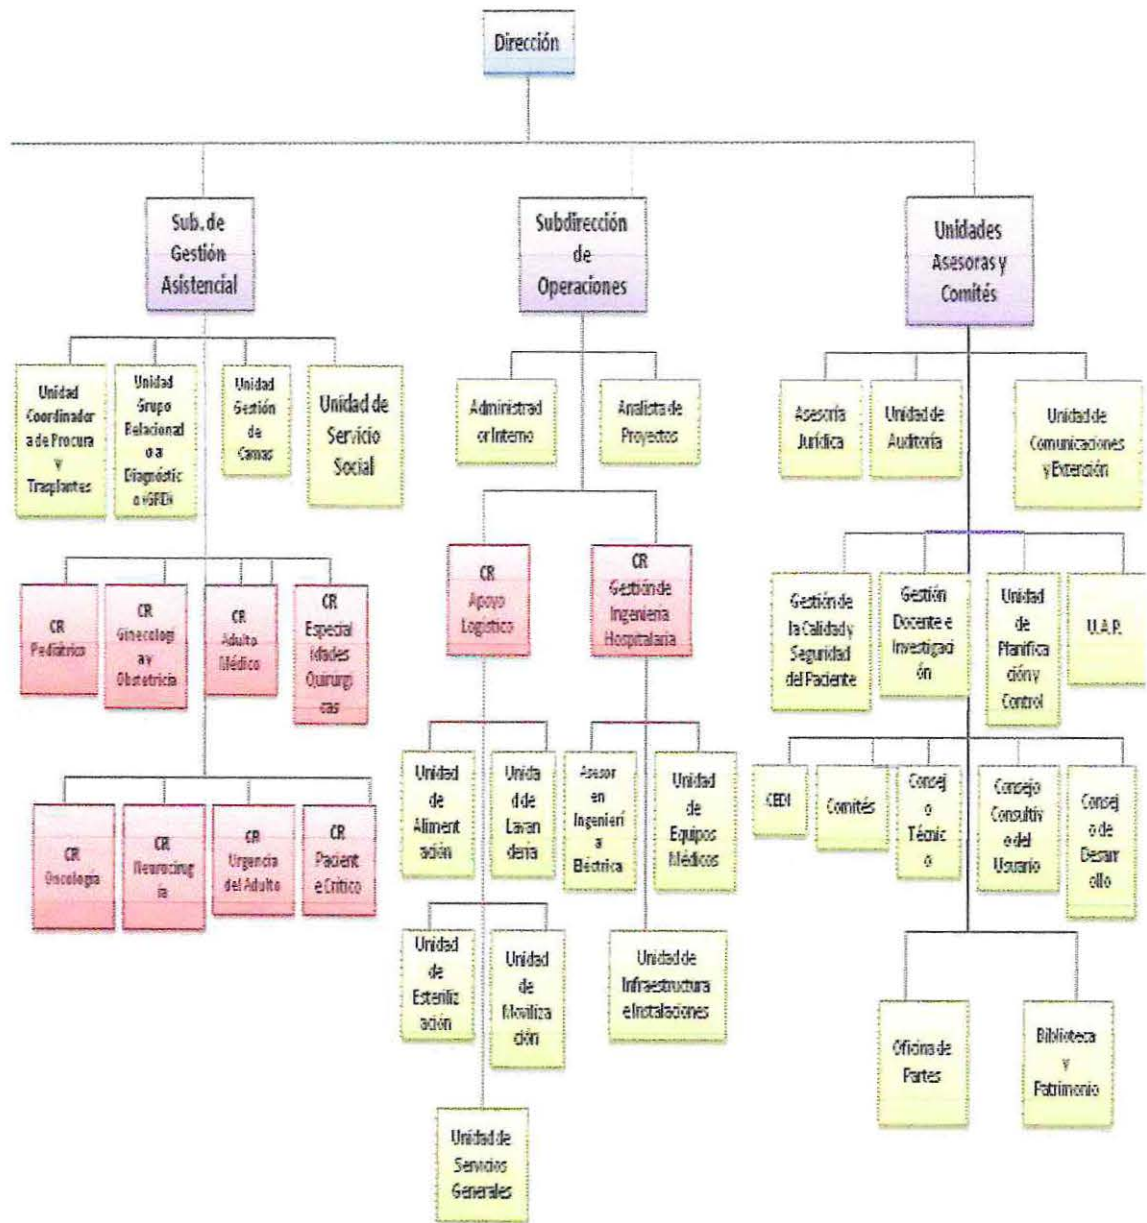 Dirección
Sub. de
Gestión
Asistencial
Subdirección
de
Operaciones
Unidades
Asesoras y
Comités
Unidad
Coordinador
a de Procura
y
Trasplantes
Unidad
Grupo
Relacionad
o a
Diagnóstic
o «GRD»
Unidad
Gestión
de
Camas
Unidad de
Servicio
Social
Administrad
or Interno
Analista de
Proyectos
Asesoría
Jurídica
Unidad de
Auditoría
Unidad de
Comunicaciones
y Extensión
CR
Pediátrico
CR
Ginecologi
a y
Obstetricia
CR
Adulto
Médico
CR
Especial
idades
Quirurgi
cas
CR
Apoyo
Logístico
CR
Gestión de
Ingeniería
Hospitalaria
Gestión de
la Calidad y
Seguridad
del Paciente
Gestión
Docente e
Investigaci
ón
Unidad
de
Planific
ación y
Control
U.A.P.
CR
Oncología
CR
Neurocirug
ía
CR
Urgencia
del Adulto
CR
Pacient
e Crítico
Unidad
de
Aliment
ación
Unida
d de
Lavan
dería
Asesor
en
Ingenierí
a
Eléctrica
Unidad
de
Equipos
Médicos
CEDI
Comités
Consej
o
Técnic
o
Consejo
Consultiv
o del
Usuario
Consej
o de
Desarr
ollo
Unidad
de
Esteriliz
ación
Unidad
de
Moviliza
ción
Unidad de
Infraestructura
e Instalaciones
Oficina de
Partes
Biblioteca
y
Patrimonio
Unidad de
Servicios
Generales